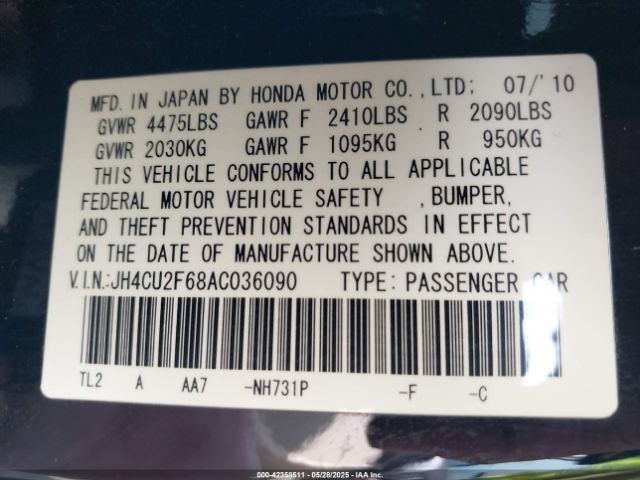 MFD. IN JAPAN BY HONDA MOTOR CO., LTD; 07/'10
GVWR 4475LBS GAWR F 2410LBS R 2090LBS
GVWR 2030KG GAWR F 1095KG R 950KG
THIS VEHICLE CONFORMS TO ALL APPLICABLE
FEDERAL MOTOR VEHICLE SAFETY , BUMPER,
AND THEFT PREVENTION STANDARDS IN EFFECT
ON THE DATE OF MANUFACTURE SHOWN ABOVE.
V.I.N.:JH4CU2F68AC036090 TYPE: PASSENGER CAR
TL2 A AA7 -NH731P -F -C
000-42358511 | 05/28/2025 | IAAI.COM